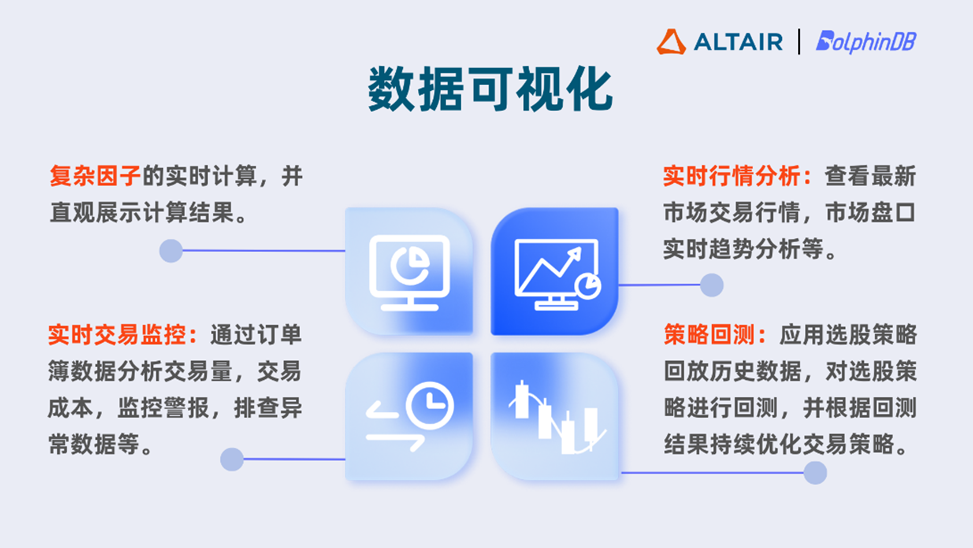 ALTAIR | DolphinDB
数据可视化
复杂因子的实时计算，并
直观展示计算结果。
实时行情分析：查看最新
市场交易行情，市场盘口
实时趋势分析等。
实时交易监控：通过订单
簿数据分析交易量，交易
成本，监控警报，排查异
常数据等。
策略回测：应用选股策略
回放历史数据，对选股策
略进行回测，并根据回测
结果持续优化交易策略。